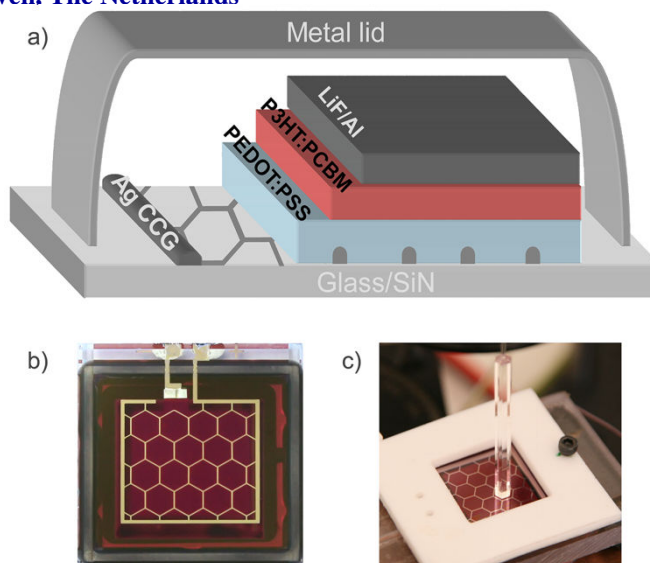 ven, The Netherlands
a)
Metal lid
LiF/Al
P3HT:PCBM
PEDOT:PSS
Ag CCG
Glass/SiN
b)
c)